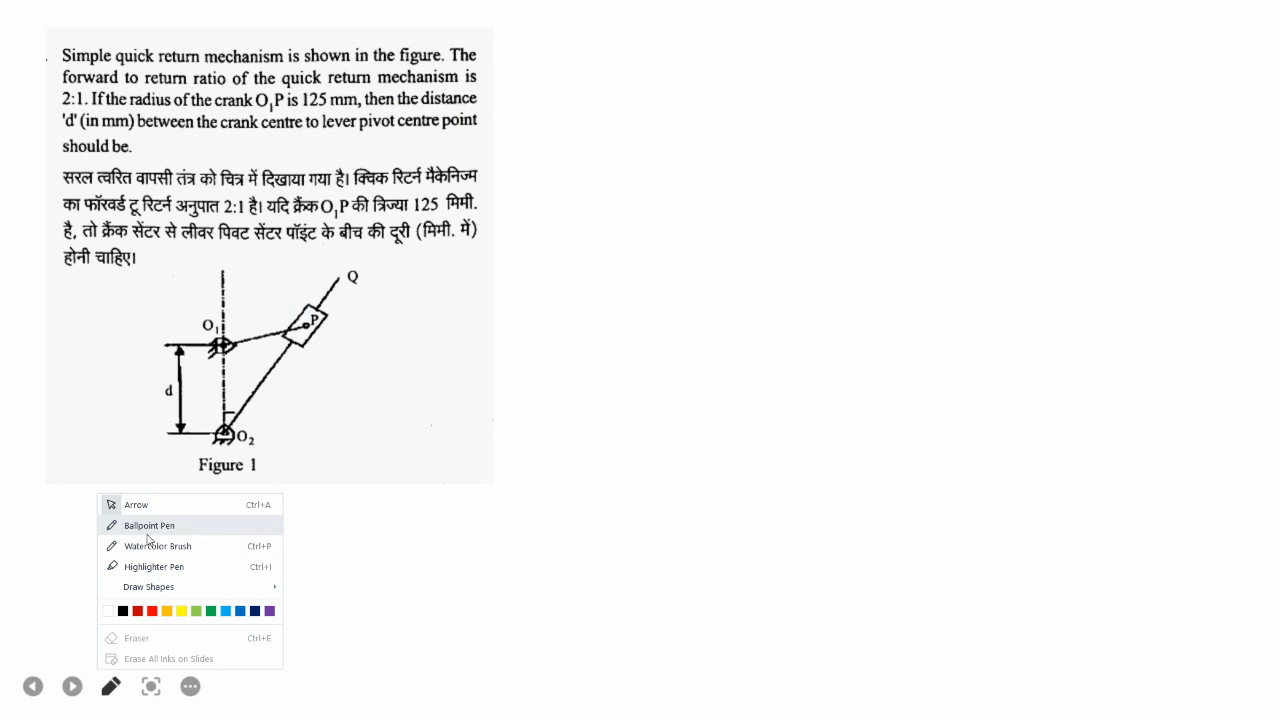 Simple quick return mechanism is shown in the figure. The
forward to return ratio of the quick return mechanism is
2:1. If the radius of the crank O₁P is 125 mm, then the distance
'd' (in mm) between the crank centre to lever pivot centre point
should be.
सरल त्वरित वापसी तंत्र को चित्र में दिखाया गया है। क्विक रिटर्न मैकेनिज्म
का फॉरवर्ड टू रिटर्न अनुपात 2:1 है। यदि क्रैंक O₁P की त्रिज्या 125 मिमी.
है, तो क्रैंक सेंटर से लीवर पिवट सेंटर पॉइंट के बीच की दूरी (मिमी. में)
होनी चाहिए।
Q
P
O₁
d
O₂
Figure 1
Arrow Ctrl+A
Ballpoint Pen
Watercolor Brush Ctrl+P
Highlighter Pen Ctrl+I
Draw Shapes
Eraser Ctrl+E
Erase All Inks on Slides